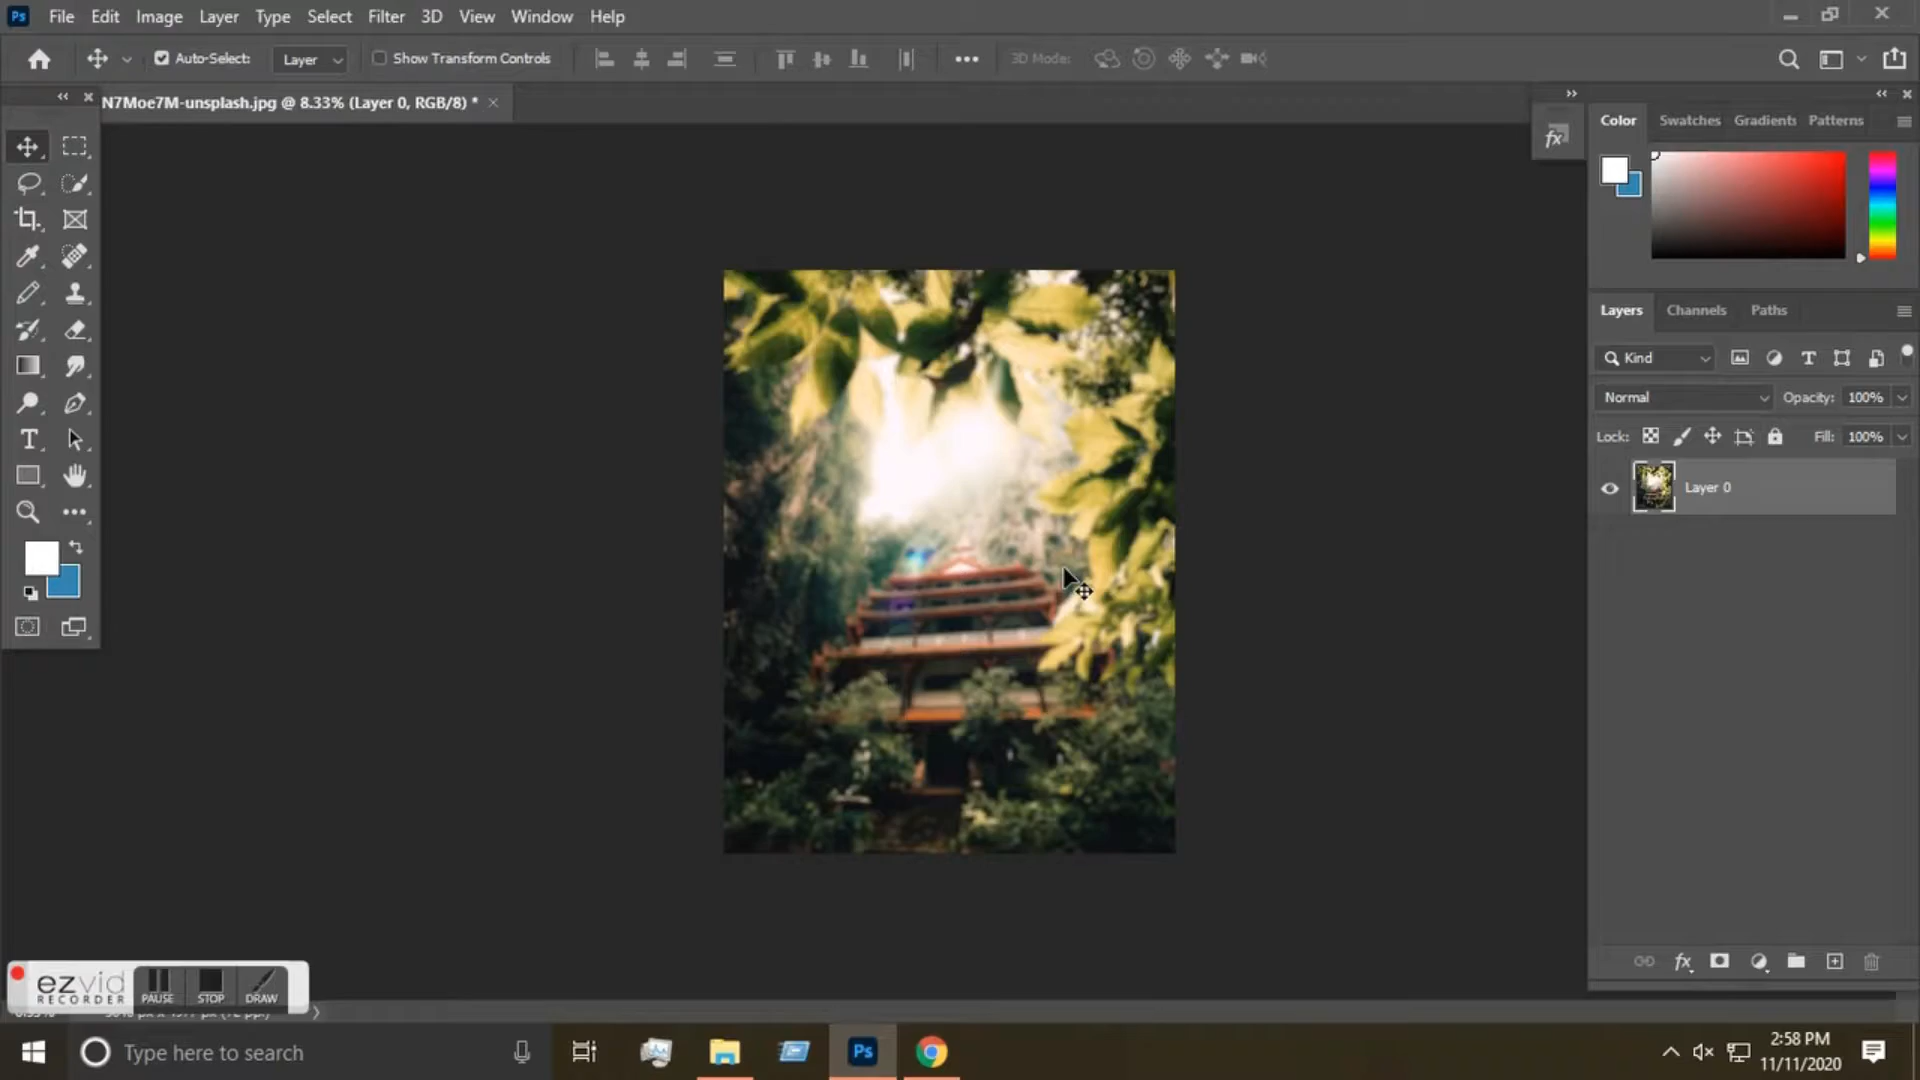 Ps File Edit Image Layer Type Select Filter 3D View Window Help
Auto-Select: Layer Show Transform Controls 3D Mode:
N7Moe7M-unsplash.jpg @ 8.33% (Layer 0, RGB/8) *
fx
Color Swatches Gradients Patterns
Layers Channels Paths
Kind
Normal Opacity: 100%
Lock: Fill: 100%
Layer 0
fx
ezvid
RECORDER PAUSE STOP DRAW
Type here to search
Ps
2:58 PM
11/11/2020